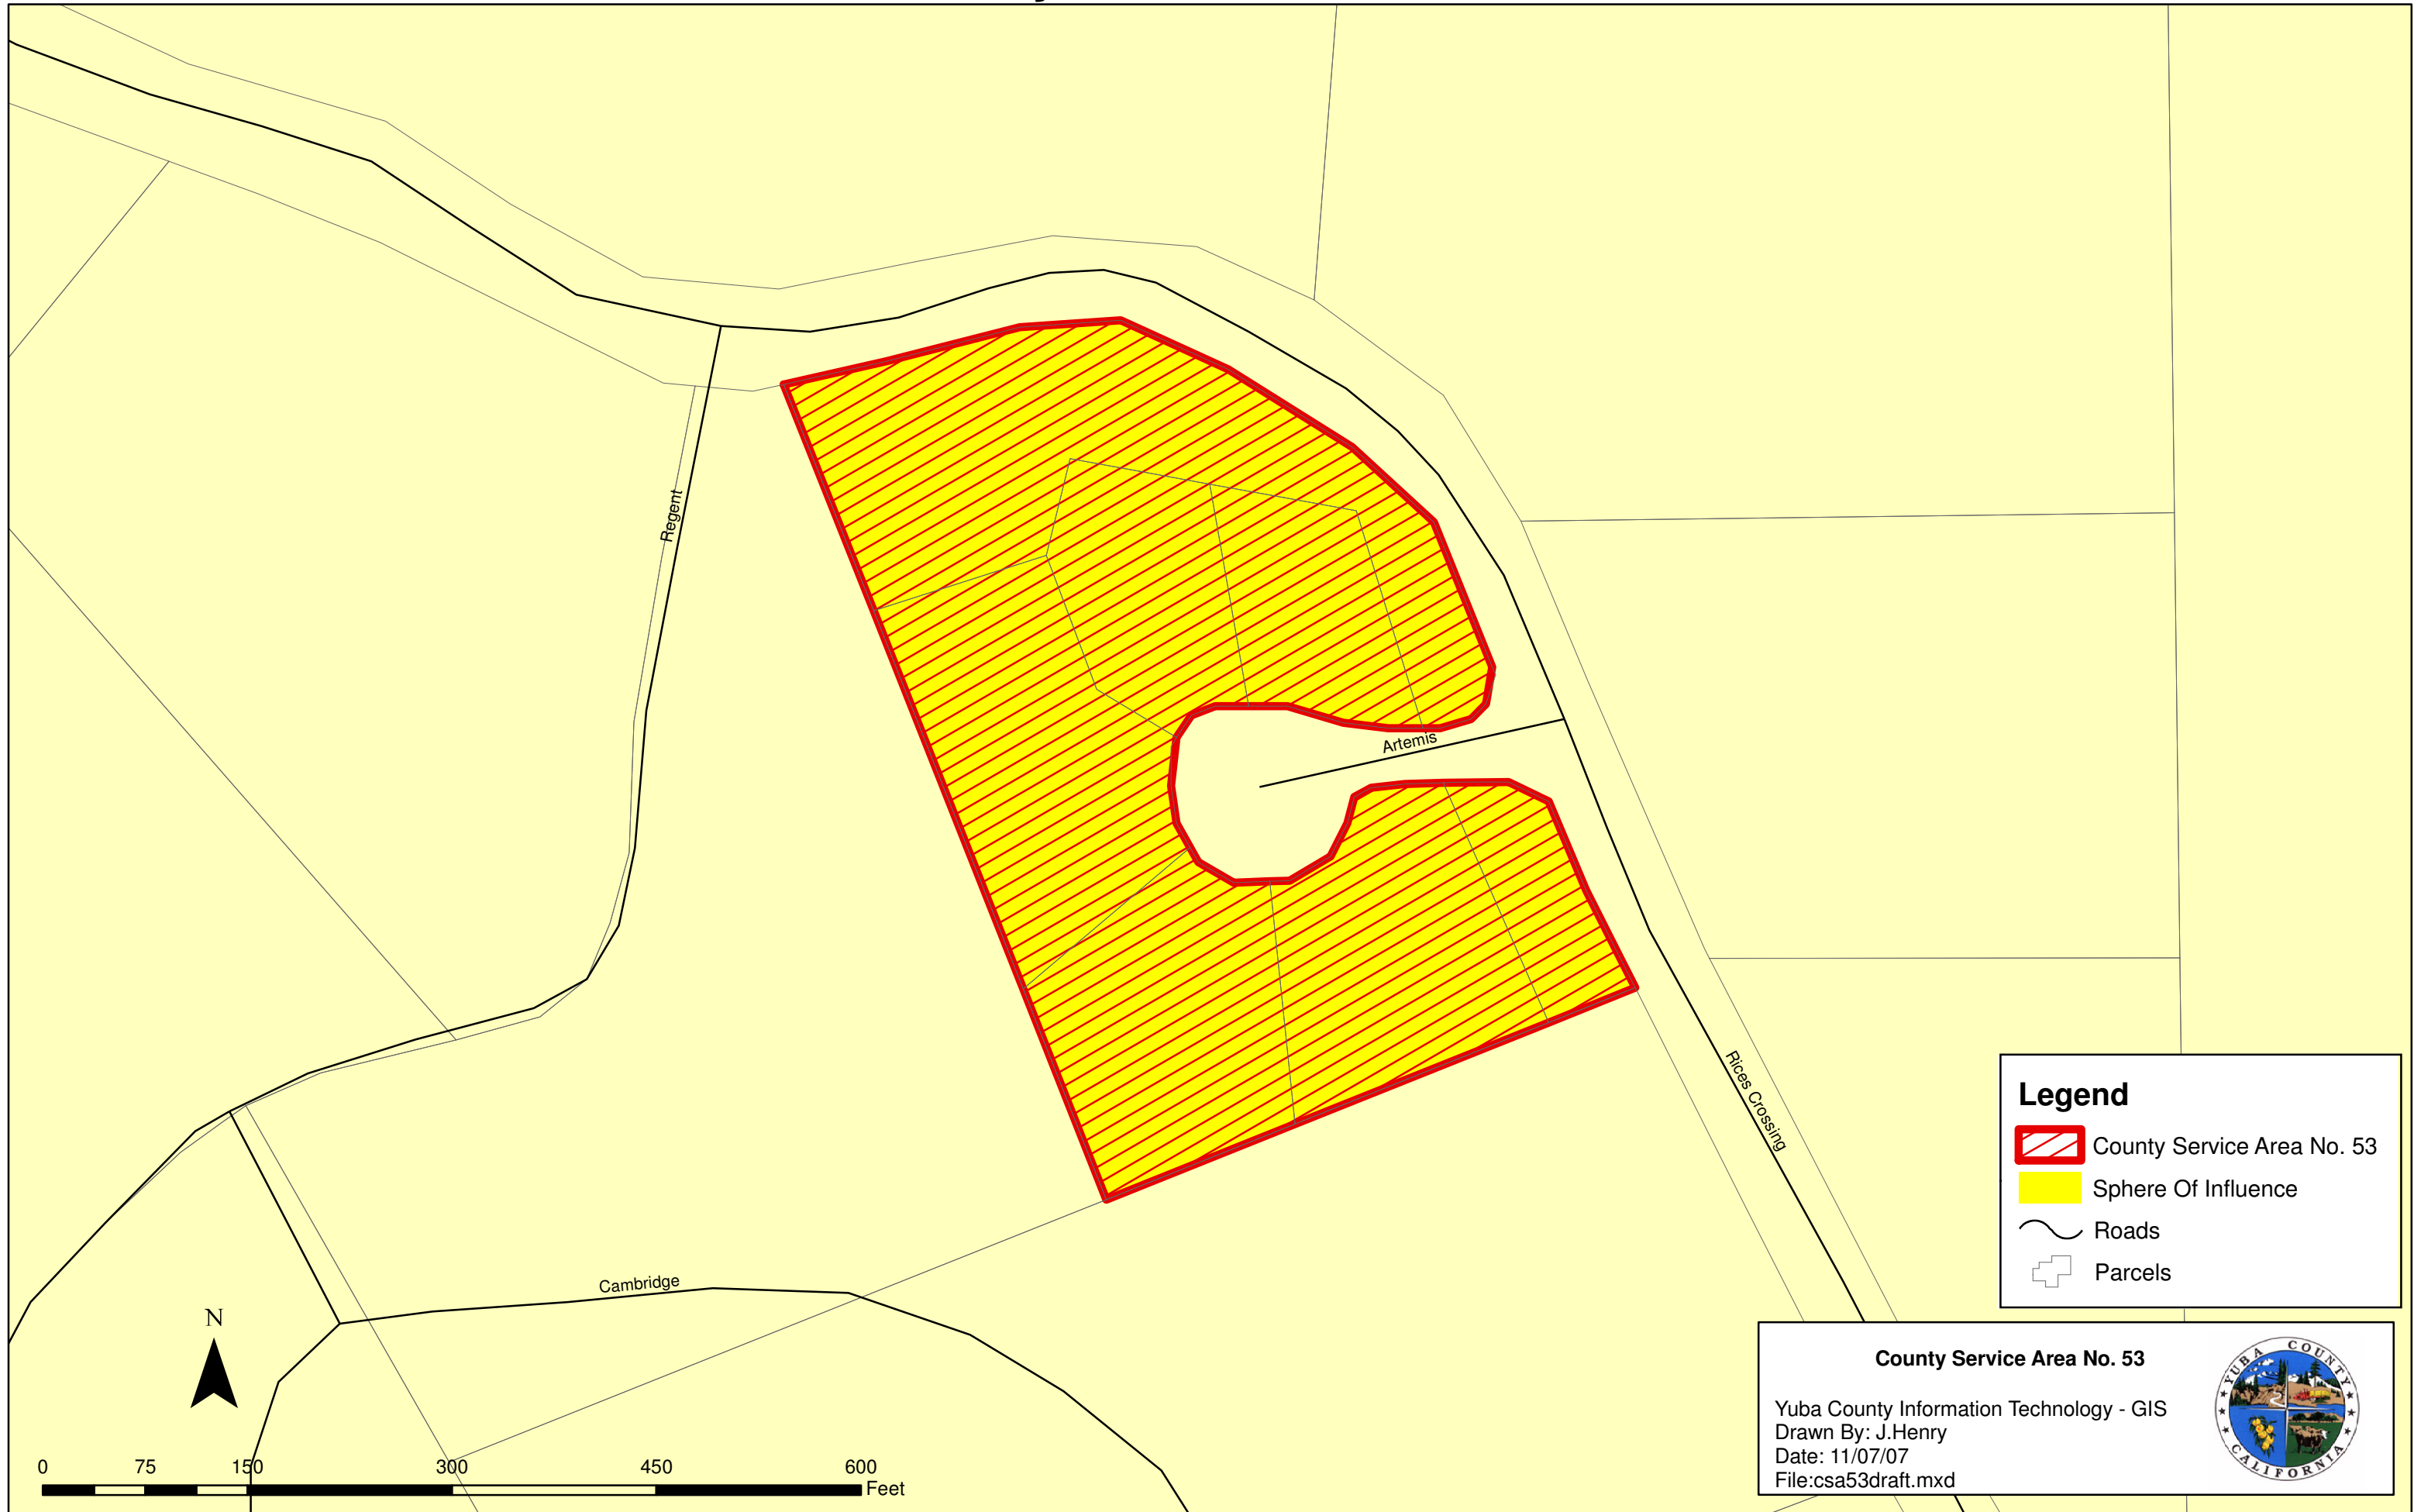 Regent
Artemis
Rices Crossing
Cambridge
N
0 75 150 300 450 600
Feet
Legend
County Service Area No. 53
Sphere Of Influence
Roads
Parcels
County Service Area No. 53
Yuba County Information Technology - GIS
Drawn By: J.Henry
Date: 11/07/07
File:csa53draft.mxd
YUBA COUNTY
CALIFORNIA